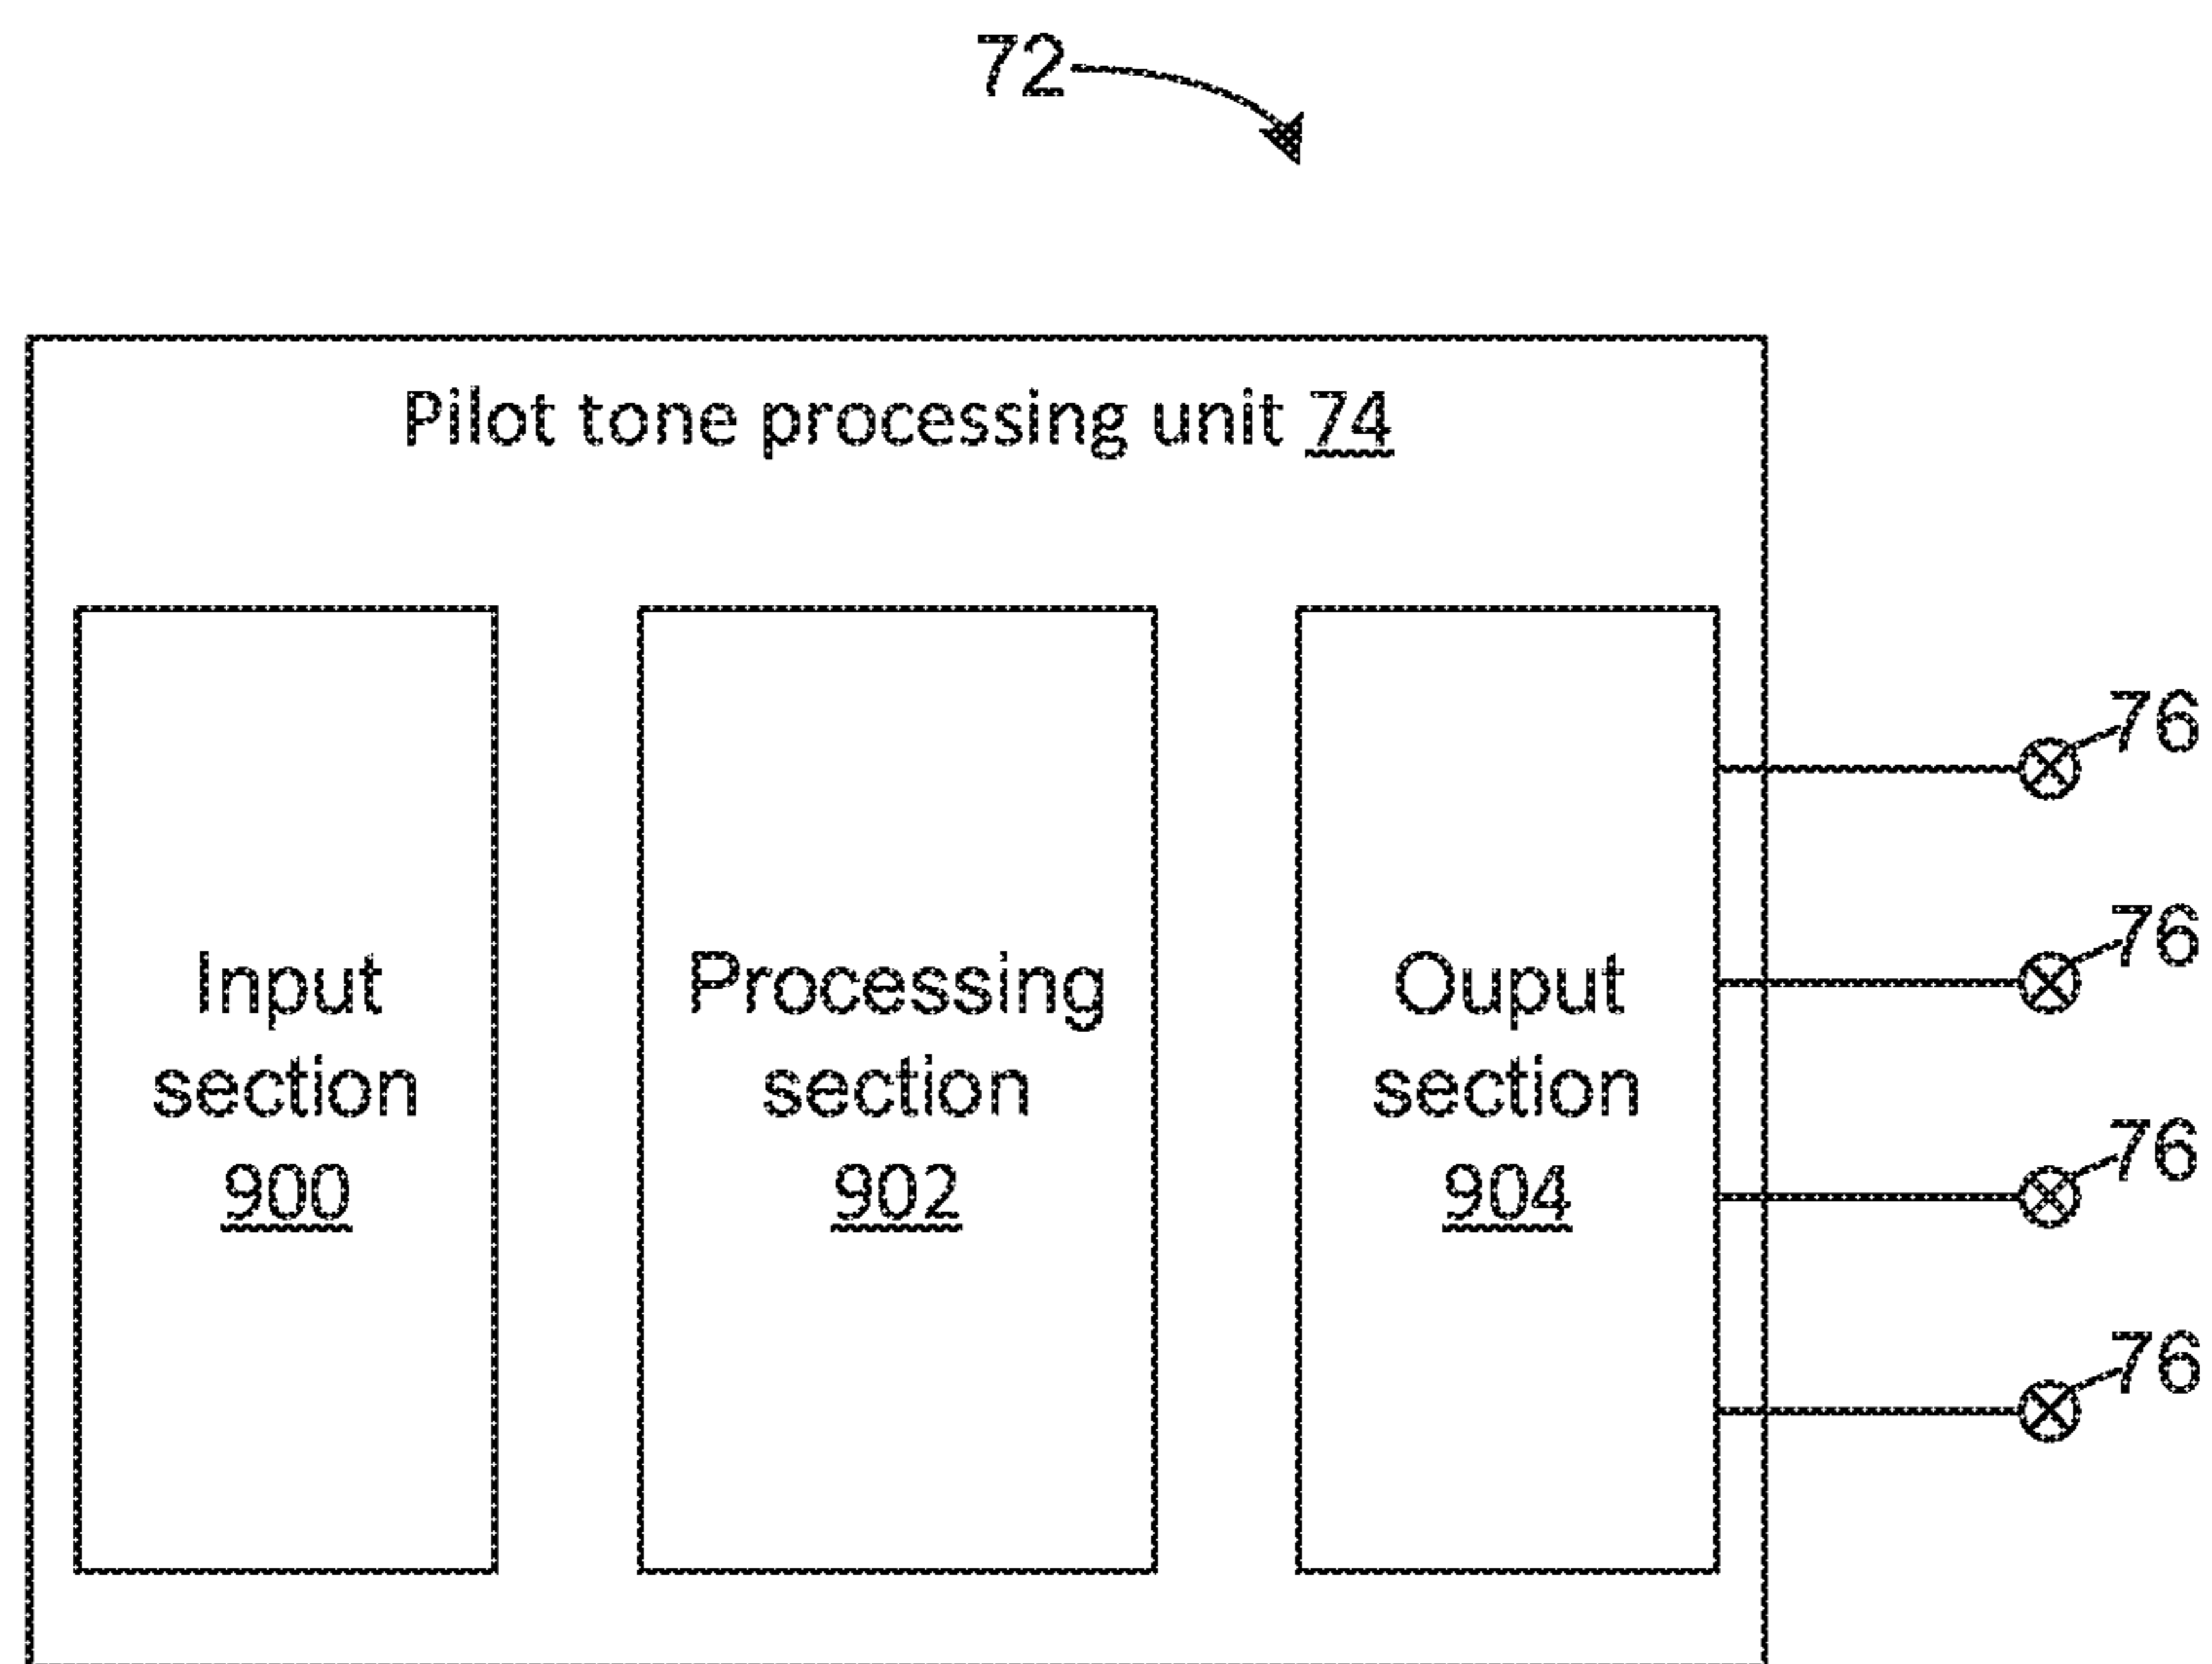 72
Pilot tone processing unit 74
Input
section
900
Processing
section
902
Ouput
section
904
76
76
76
76